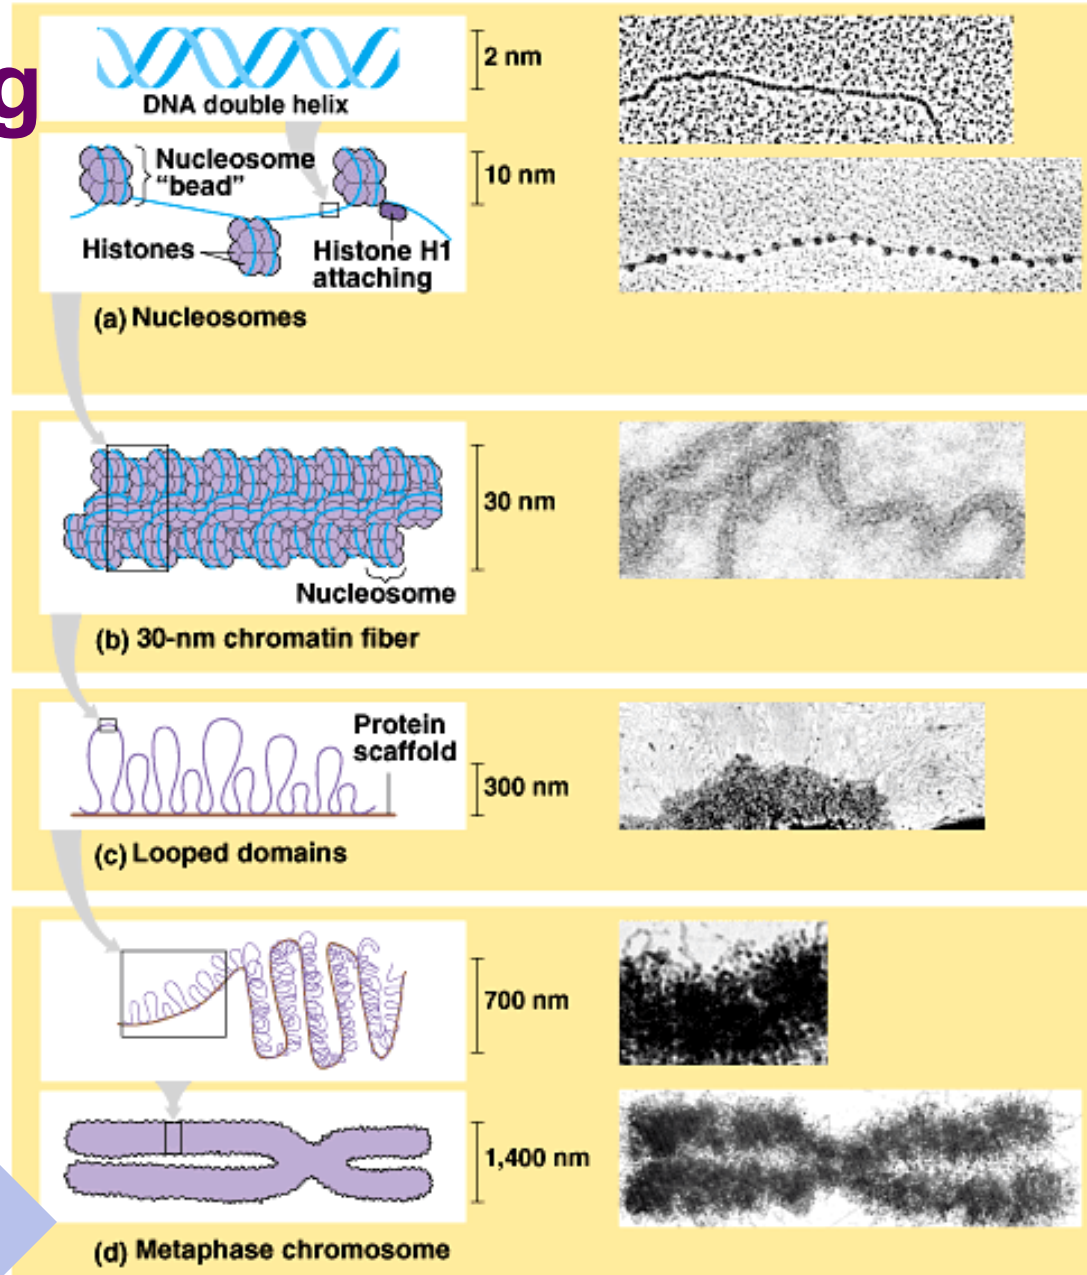 g
2 nm
DNA double helix
Nucleosome
“bead”
10 nm
Histones
Histone H1
attaching
(a) Nucleosomes
30 nm
Nucleosome
(b) 30-nm chromatin fiber
Protein
scaffold
300 nm
(c) Looped domains
700 nm
1,400 nm
(d) Metaphase chromosome